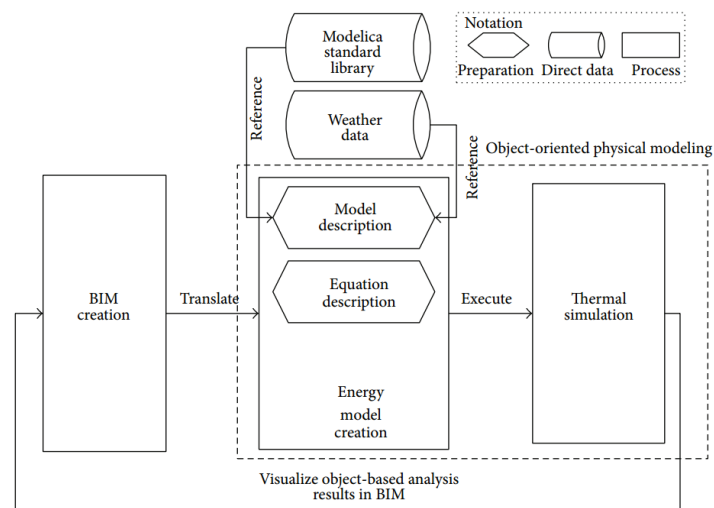 Notation
Preparation
Direct data
Process
Modelica
standard
library
Reference
Weather
data
Reference
Object-oriented physical modeling
Model
description
Equation
description
BIM
creation
Translate
Execute
Thermal
simulation
Energy
model
creation
Visualize object-based analysis
results in BIM